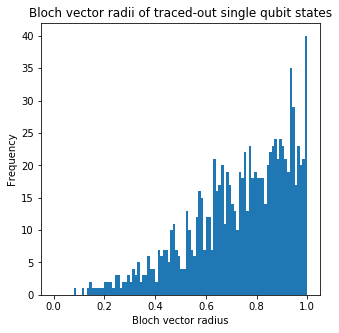 Bloch vector radii of traced-out single qubit states
Frequency
40
35
30
25
20
15
10
5
0
0.0 0.2 0.4 0.6 0.8 1.0
Bloch vector radius